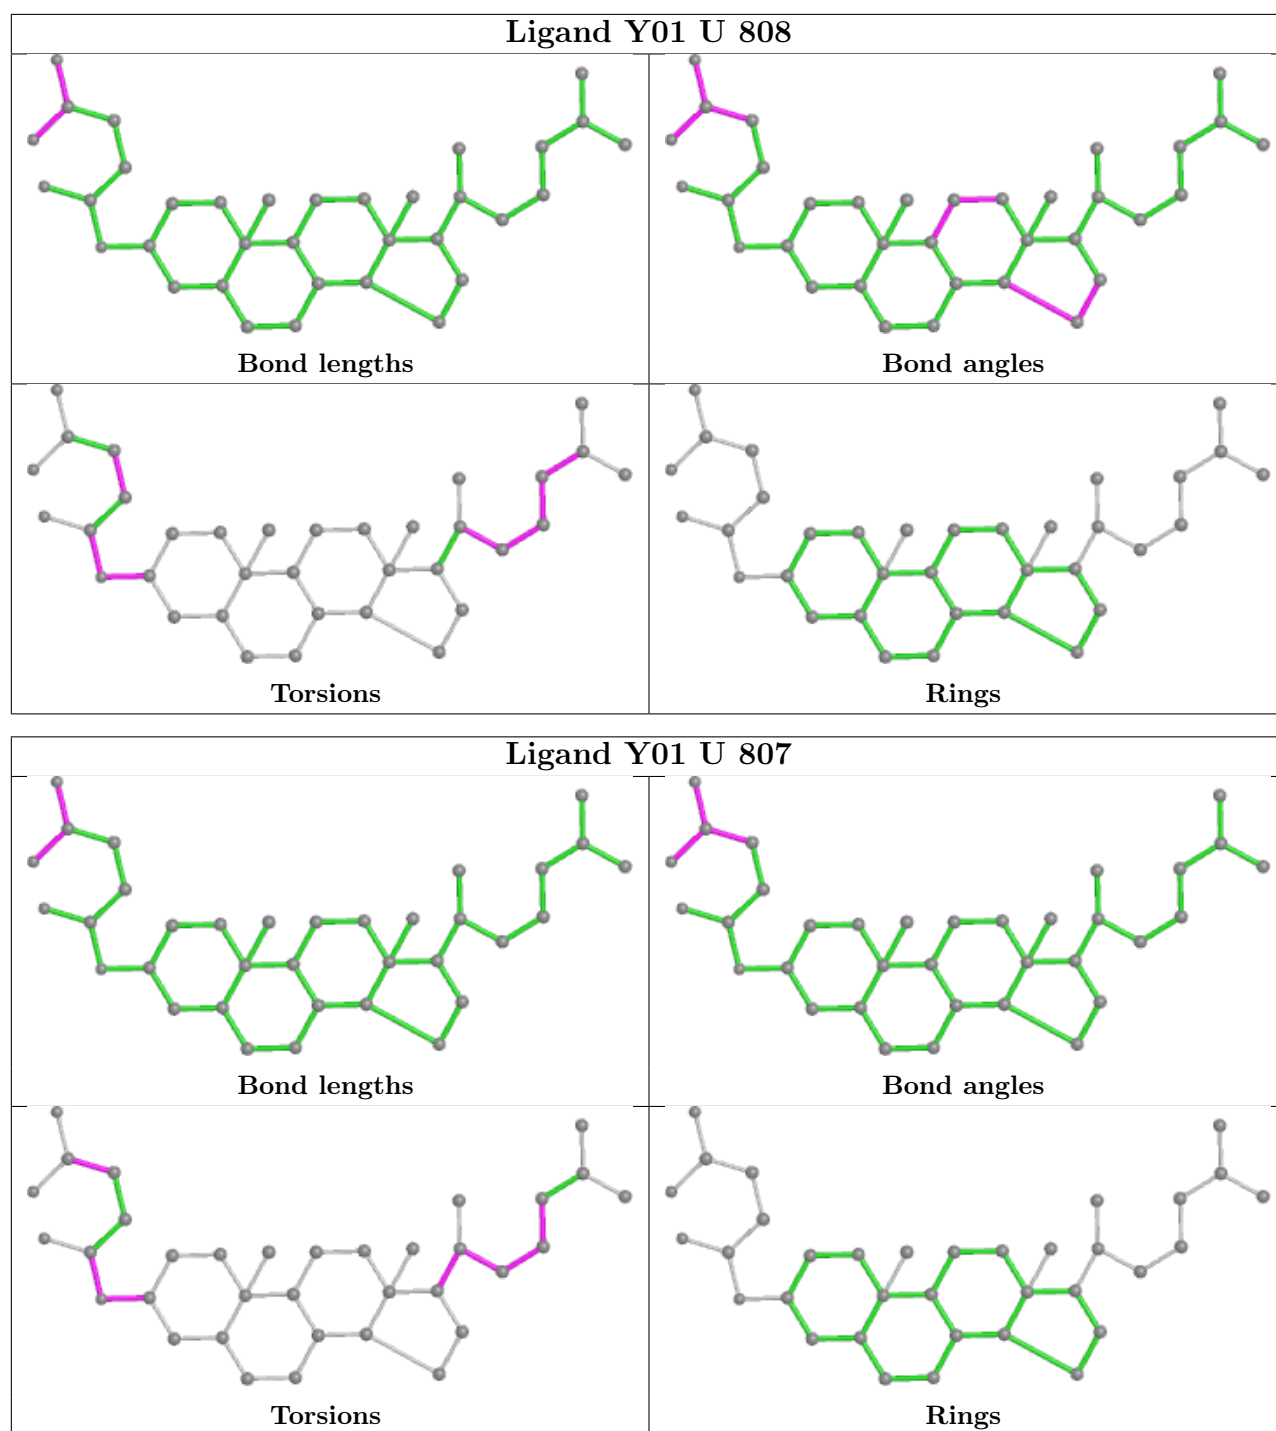 Ligand Y01 U 808
Bond lengths
Bond angles
Torsions
Rings
Ligand Y01 U 807
Bond lengths
Bond angles
Torsions
Rings